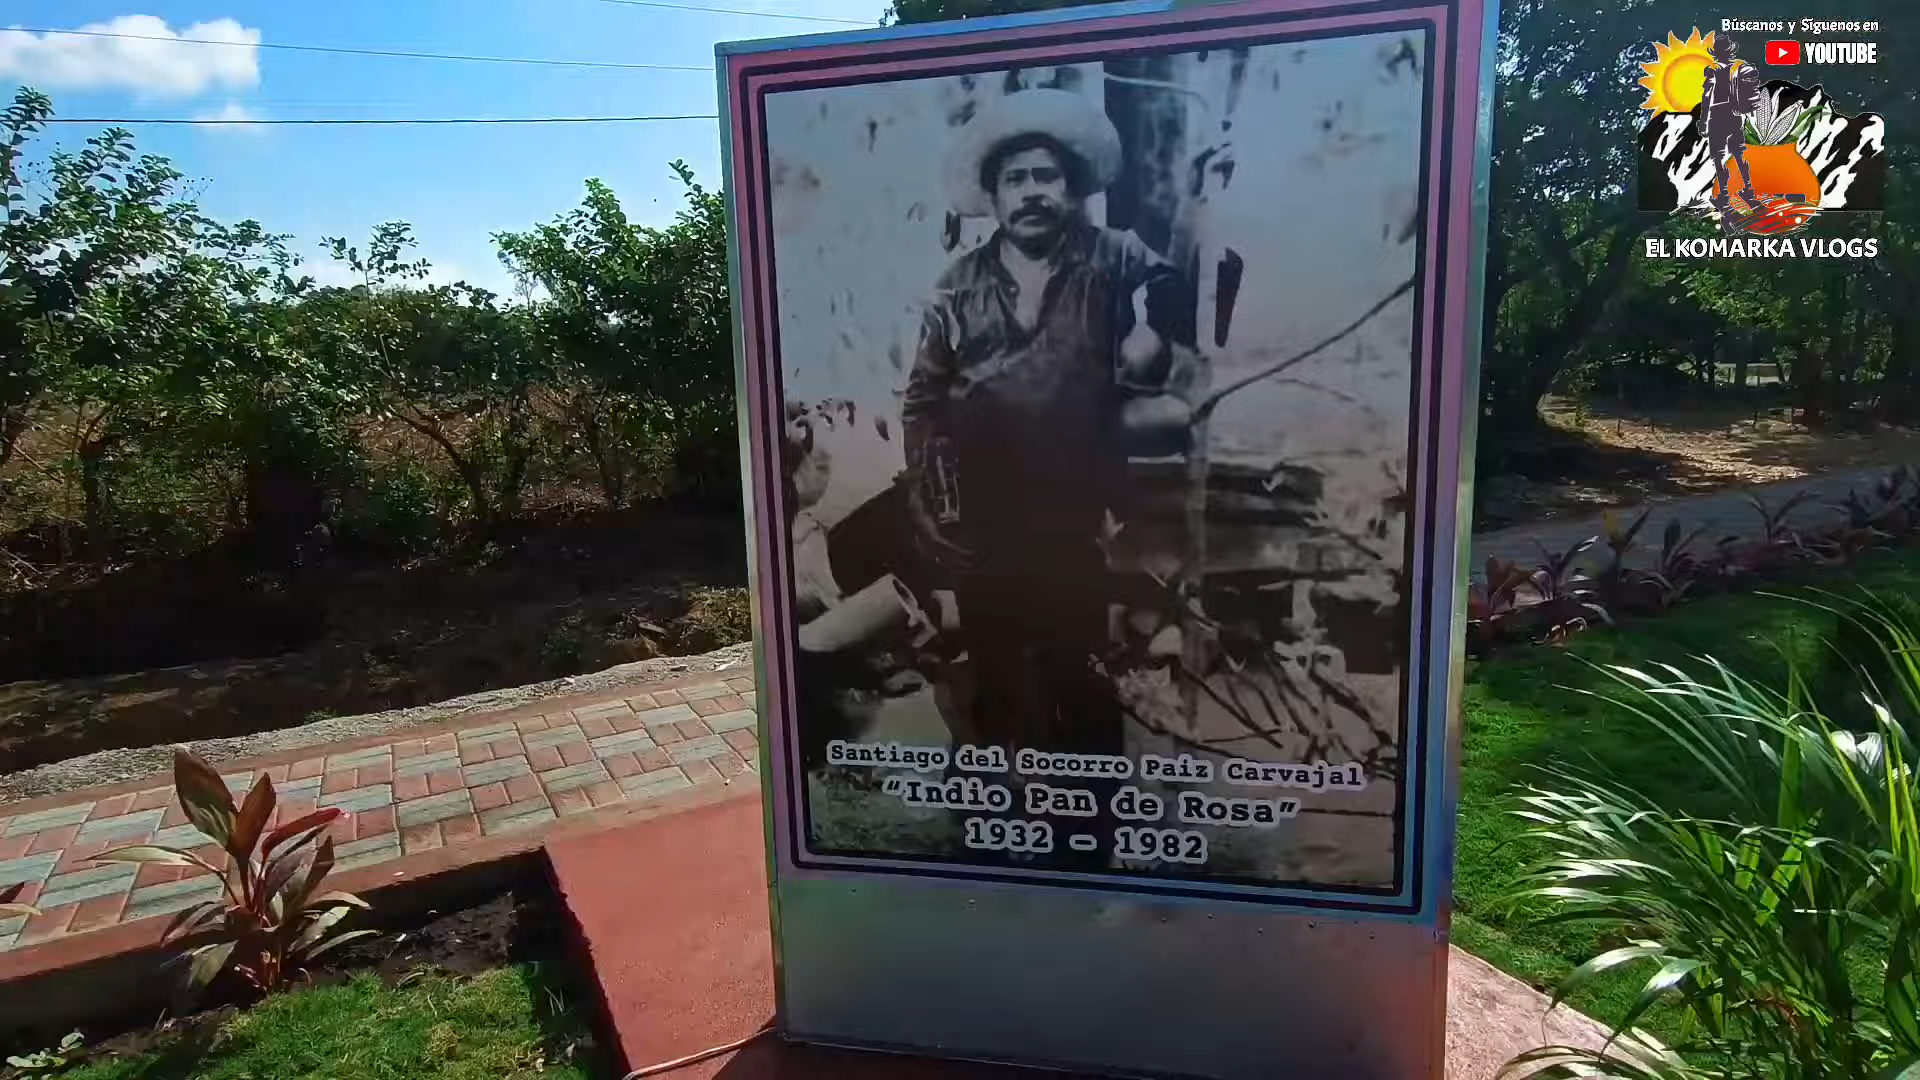 Búscanos y Síguenos en
YOUTUBE
EL KOMARKA VLOGS
Santiago del Socorro Paiz Carvajal
"Indio Pan de Rosa"
1932 - 1982